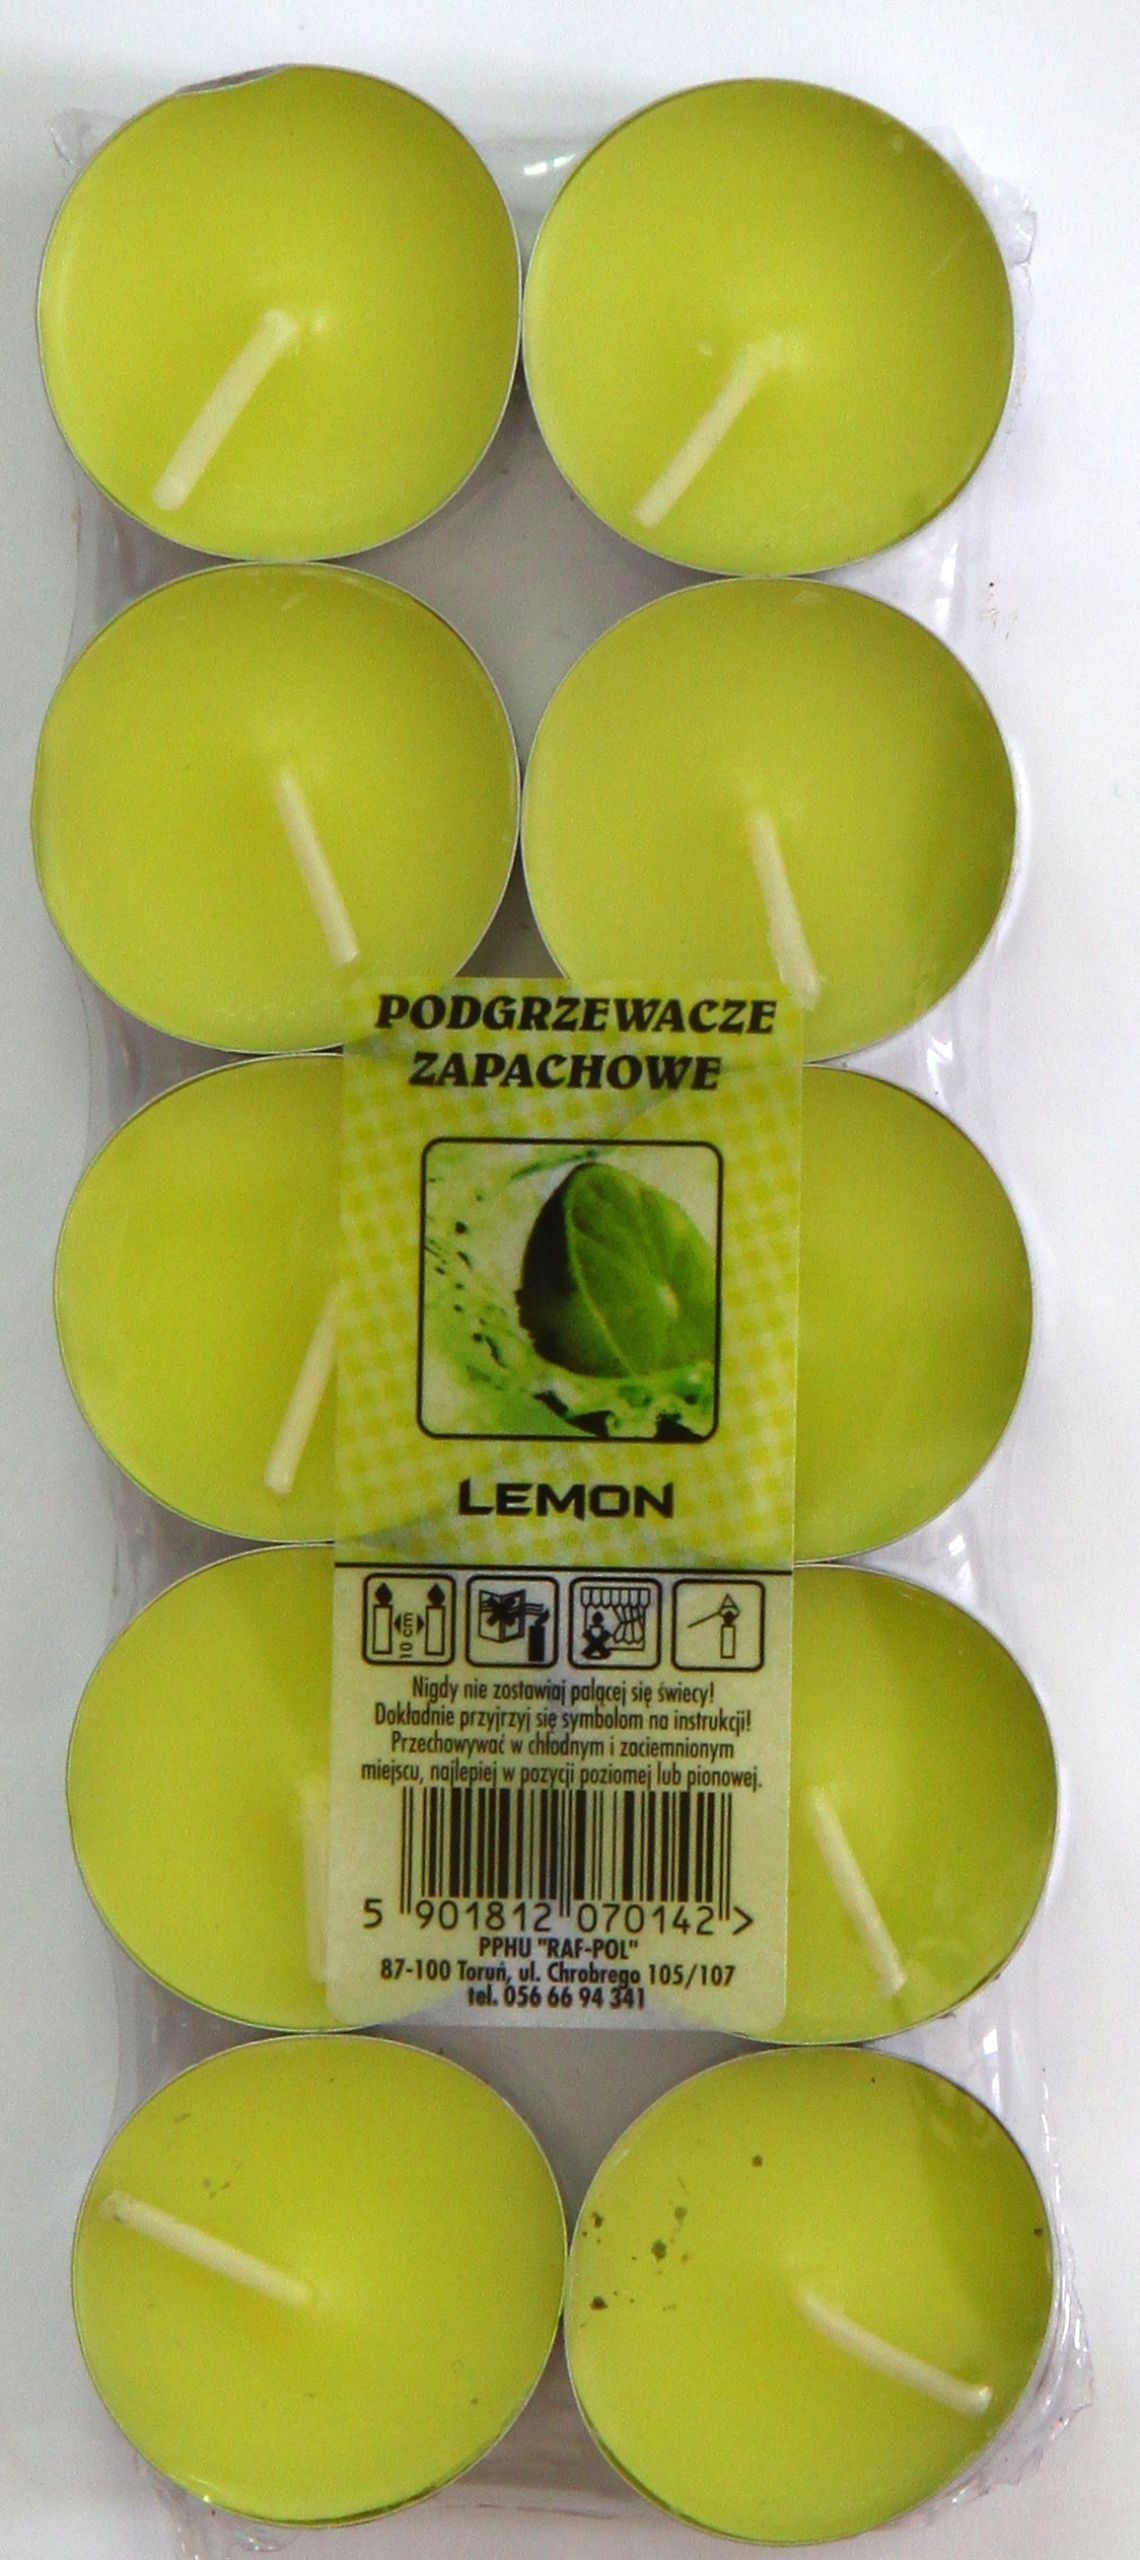 PODGRZEWACZE
ZAPACHOWE
LEMON
10 cm
Nigdy nie zostawiaj palącej się świecy!
Dokładnie przyjrzyj się symbolom na instrukcji!
Przechowywać w chłodnym i zaciemnionym
miejscu, najlepiej w pozycji poziomej lub pionowej.
5 901812 070142 >
PPHU "RAF-POL"
87-100 Toruń, ul. Chrobrego 105/107
tel. 056 66 94 341